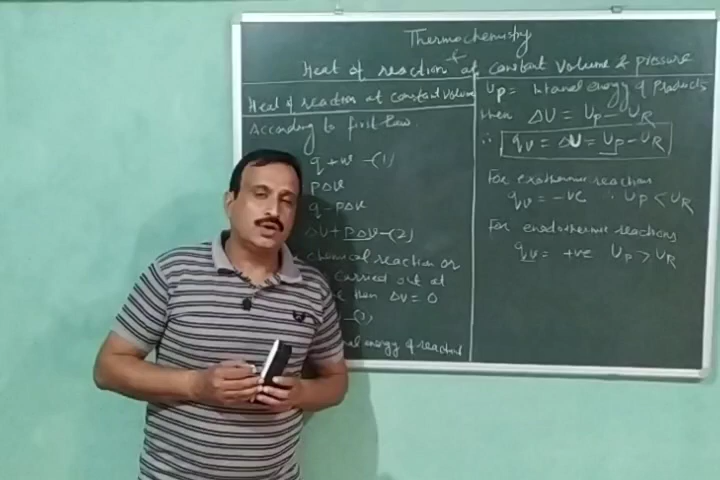 Thermochemistry
&
Heat of reaction at constant volume & pressure
Heat of reaction at constant volume
According to first law.
q + w -(1)
PΔV
q - PΔV
ΔU + PΔV -(2)
chemical reaction or
carried out at
then ΔV = 0
-(3)
energy of reactant
Up = Internal energy of Products
then ΔU = Up - UR
∴ qv = ΔU = Up - UR
For exothermic reaction
qv = -ve ∴ Up < UR
For endothermic reactions
qv = +ve Up > UR